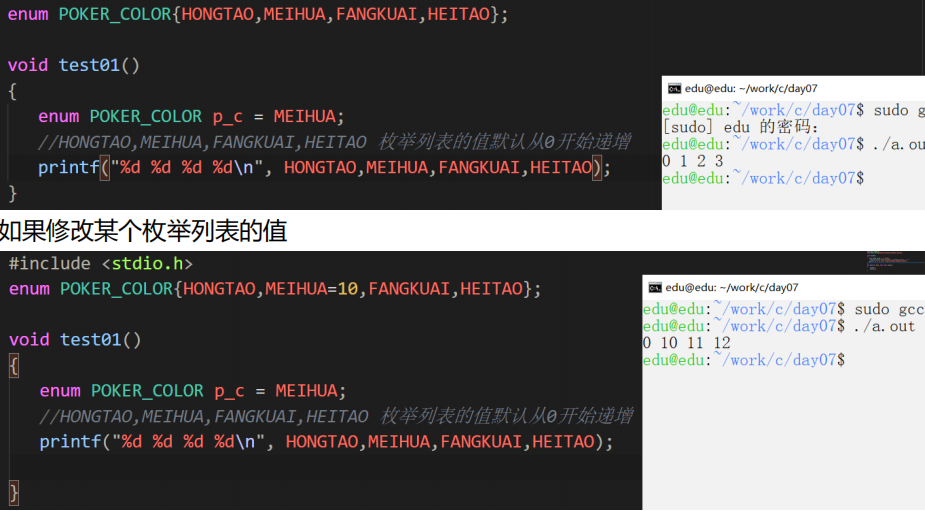 enum POKER_COLOR{HONGTAO,MEIHUA,FANGKUAI,HEITAO};
void test01()
{
enum POKER_COLOR p_c = MEIHUA;
//HONGTAO,MEIHUA,FANGKUAI,HEITAO 枚举列表的值默认从0开始递增
printf("%d %d %d %d\n", HONGTAO,MEIHUA,FANGKUAI,HEITAO);
}
edu@edu: ~/work/c/day07
edu@edu:~/work/c/day07$ sudo g
[sudo] edu 的密码：
edu@edu:~/work/c/day07$ ./a.ou
0 1 2 3
edu@edu:~/work/c/day07$
如果修改某个枚举列表的值
#include <stdio.h>
enum POKER_COLOR{HONGTAO,MEIHUA=10,FANGKUAI,HEITAO};
void test01()
{
enum POKER_COLOR p_c = MEIHUA;
//HONGTAO,MEIHUA,FANGKUAI,HEITAO 枚举列表的值默认从0开始递增
printf("%d %d %d %d\n", HONGTAO,MEIHUA,FANGKUAI,HEITAO);
}
edu@edu: ~/work/c/day07
edu@edu:~/work/c/day07$ sudo gcc
edu@edu:~/work/c/day07$ ./a.out
0 10 11 12
edu@edu:~/work/c/day07$